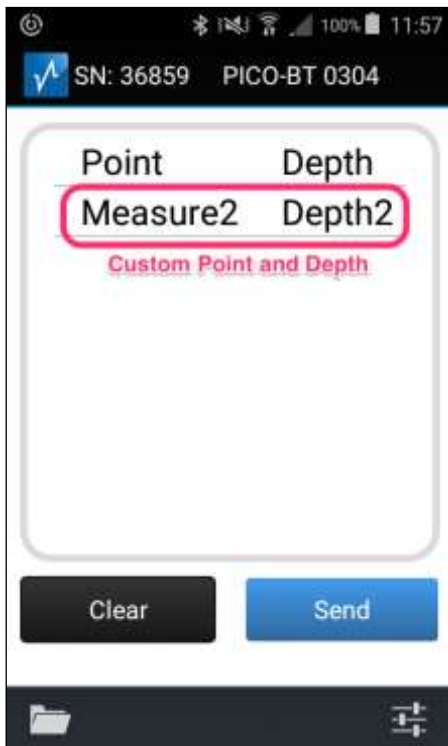 100% 11:57
SN: 36859 PICO-BT 0304
Point Depth
Measure2 Depth2
Custom Point and Depth
Clear Send